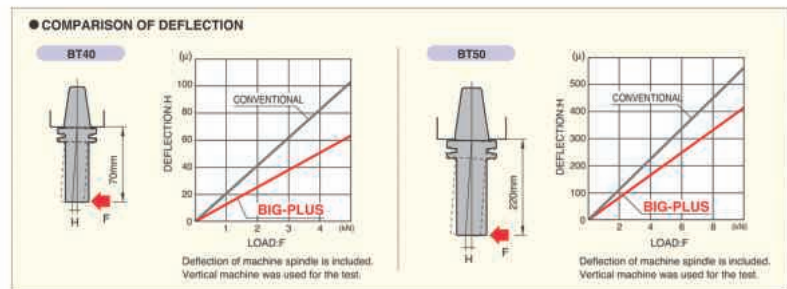 ● COMPARISON OF DEFLECTION
BT40
70mm
H
F
(μ)
100
80
60
40
20
0
DEFLECTION:H
CONVENTIONAL
BIG-PLUS
1 2 3 4 (kN)
LOAD:F
Deflection of machine spindle is included.
Vertical machine was used for the test.
BT50
220mm
H
F
(μ)
500
400
300
200
100
0
DEFLECTION:H
CONVENTIONAL
BIG-PLUS
2 4 6 8 (kN)
LOAD:F
Deflection of machine spindle is included.
Vertical machine was used for the test.